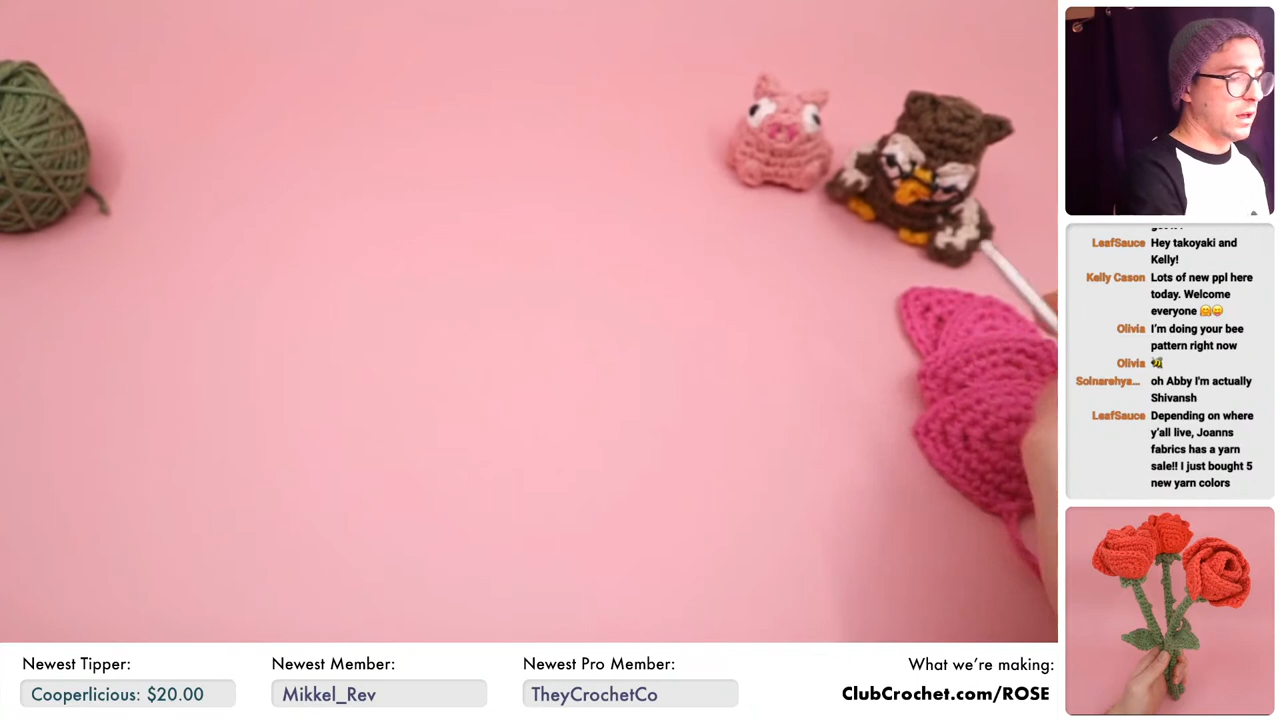 LeafSauce Hey takoyaki and
Kelly!
Kelly Cason Lots of new ppl here
today. Welcome
everyone 🤗😛
Olivia I'm doing your bee
pattern right now
Olivia 🐝
Solnarehya... oh Abby I'm actually
Shivansh
LeafSauce Depending on where
y'all live, Joanns
fabrics has a yarn
sale!! I just bought 5
new yarn colors
Newest Tipper:
Cooperlicious: $20.00
Newest Member:
Mikkel_Rev
Newest Pro Member:
TheyCrochetCo
What we're making:
ClubCrochet.com/ROSE